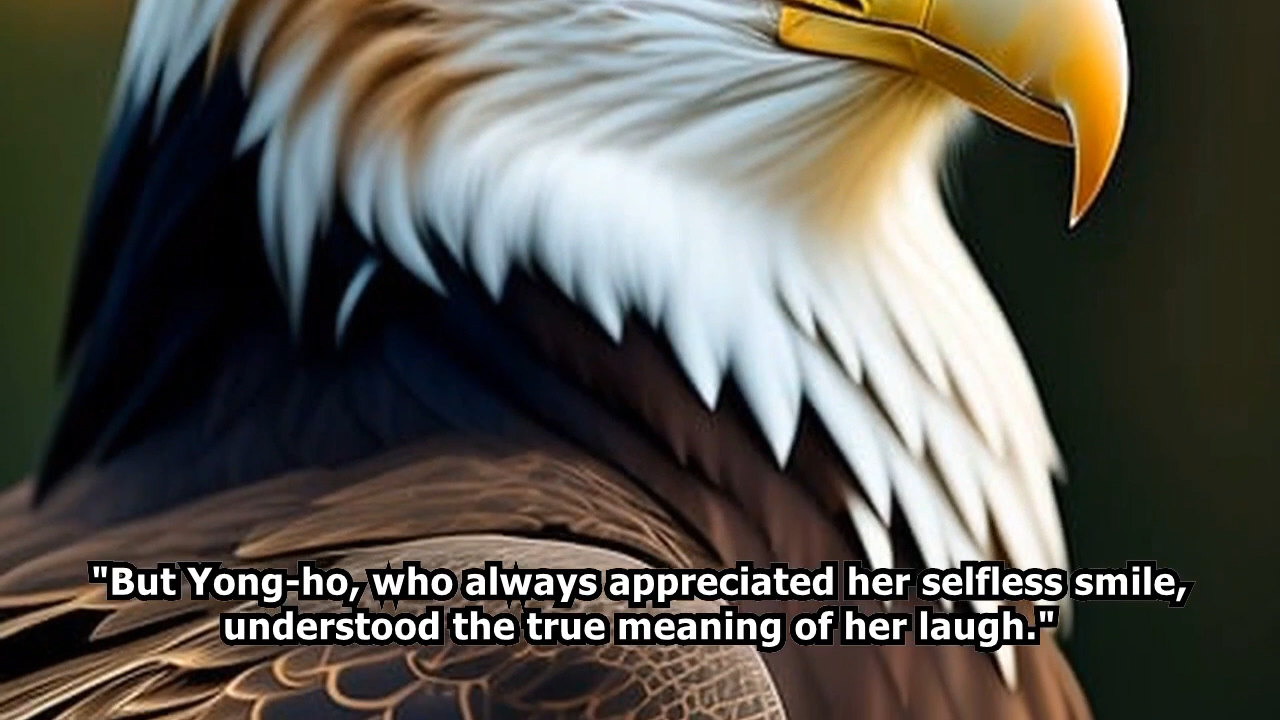 "But Yong-ho, who always appreciated her selfless smile,
understood the true meaning of her laugh."